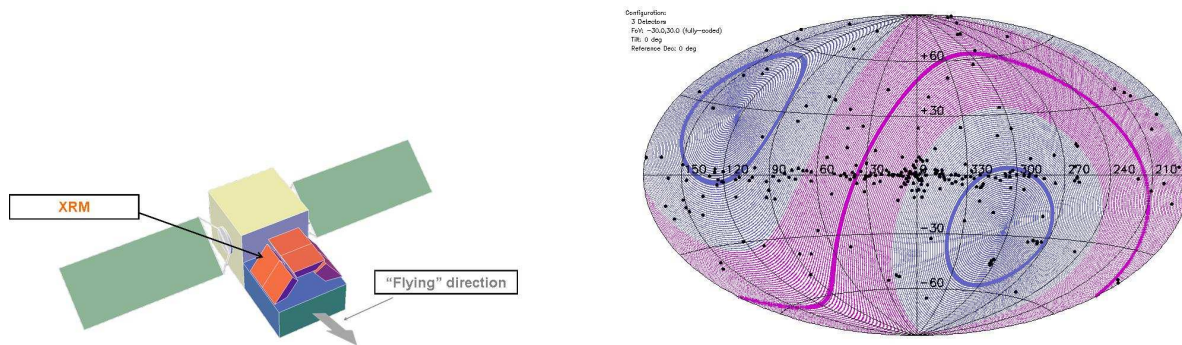 XRM
“Flying” direction
Configuration:
3 Detectors
FoV: −30.0,30.0 (fully−coded)
Tilt: 0 deg
Reference Dec: 0 deg
+60
+30
150 120 90 60 30 0 330 300 270 240 210
−30
−60